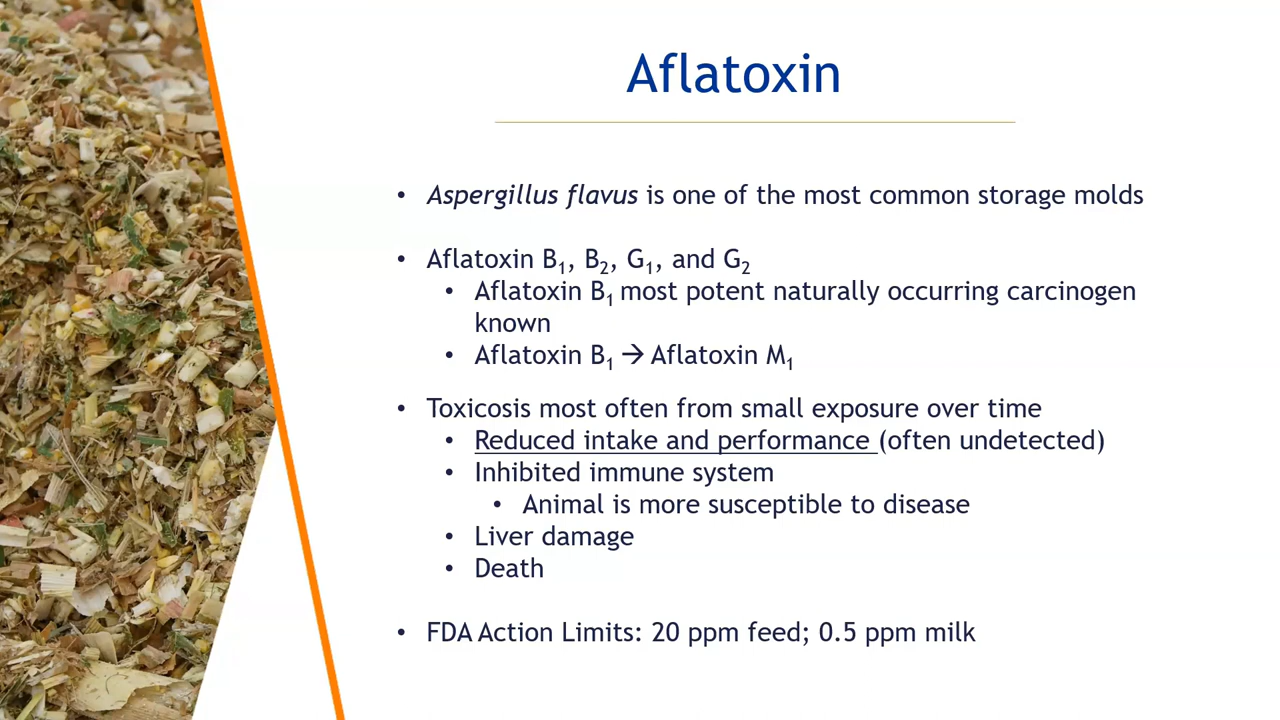 Aflatoxin
• Aspergillus flavus is one of the most common storage molds
• Aflatoxin B₁, B₂, G₁, and G₂
• Aflatoxin B₁ most potent naturally occurring carcinogen
known
• Aflatoxin B₁ → Aflatoxin M₁
• Toxicosis most often from small exposure over time
• Reduced intake and performance (often undetected)
• Inhibited immune system
• Animal is more susceptible to disease
• Liver damage
• Death
• FDA Action Limits: 20 ppm feed; 0.5 ppm milk